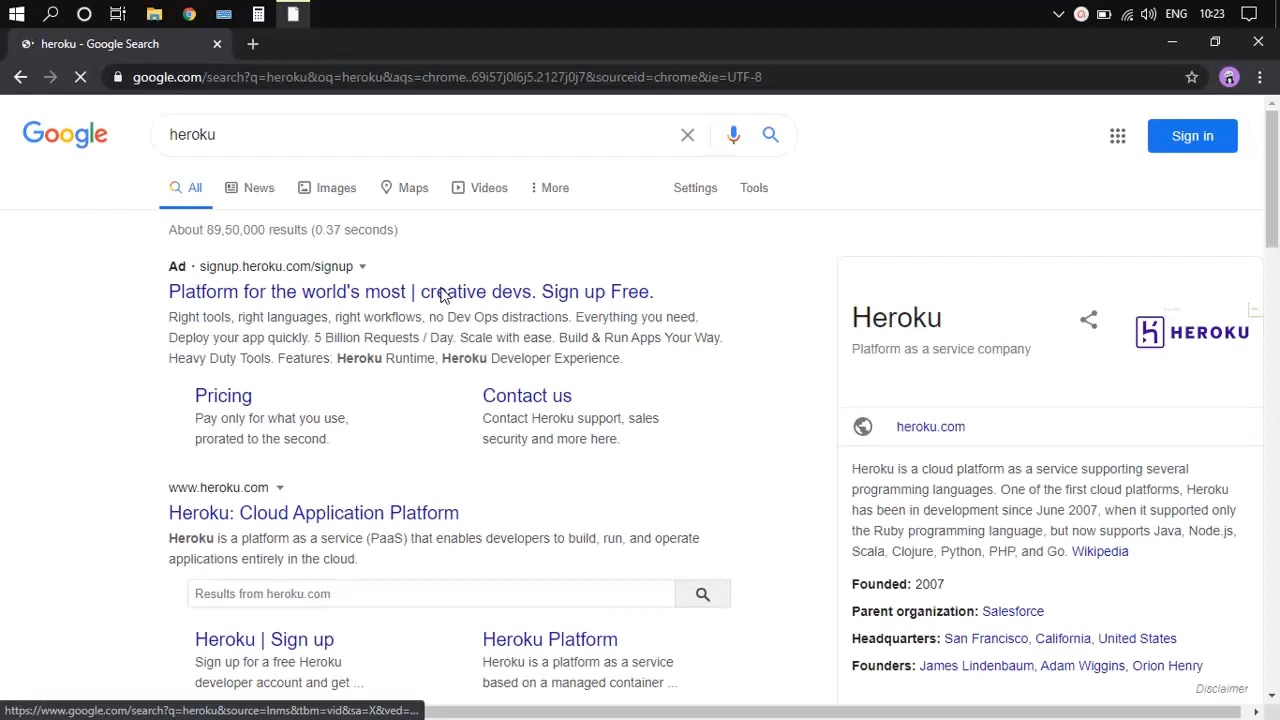 ENG 10:23
heroku - Google Search
google.com/search?q=heroku&oq=heroku&aqs=chrome..69i57j0l6j5.2127j0j7&sourceid=chrome&ie=UTF-8
Google
heroku
Sign in
All News Images Maps Videos More Settings Tools
About 89,50,000 results (0.37 seconds)
Ad · signup.heroku.com/signup
Platform for the world's most | creative devs. Sign up Free.
Right tools, right languages, right workflows, no Dev Ops distractions. Everything you need.
Deploy your app quickly. 5 Billion Requests / Day. Scale with ease. Build & Run Apps Your Way.
Heavy Duty Tools. Features: Heroku Runtime, Heroku Developer Experience.
Pricing
Pay only for what you use,
prorated to the second.
Contact us
Contact Heroku support, sales
security and more here.
www.heroku.com
Heroku: Cloud Application Platform
Heroku is a platform as a service (PaaS) that enables developers to build, run, and operate
applications entirely in the cloud.
Results from heroku.com
Heroku | Sign up
Sign up for a free Heroku
developer account and get ...
Heroku Platform
Heroku is a platform as a service
based on a managed container ...
Heroku
Platform as a service company
HEROKU
heroku.com
Heroku is a cloud platform as a service supporting several
programming languages. One of the first cloud platforms, Heroku
has been in development since June 2007, when it supported only
the Ruby programming language, but now supports Java, Node.js,
Scala, Clojure, Python, PHP, and Go. Wikipedia
Founded: 2007
Parent organization: Salesforce
Headquarters: San Francisco, California, United States
Founders: James Lindenbaum, Adam Wiggins, Orion Henry
Disclaimer
https://www.google.com/search?q=heroku&source=lnms&tbm=vid&sa=X&ved=...